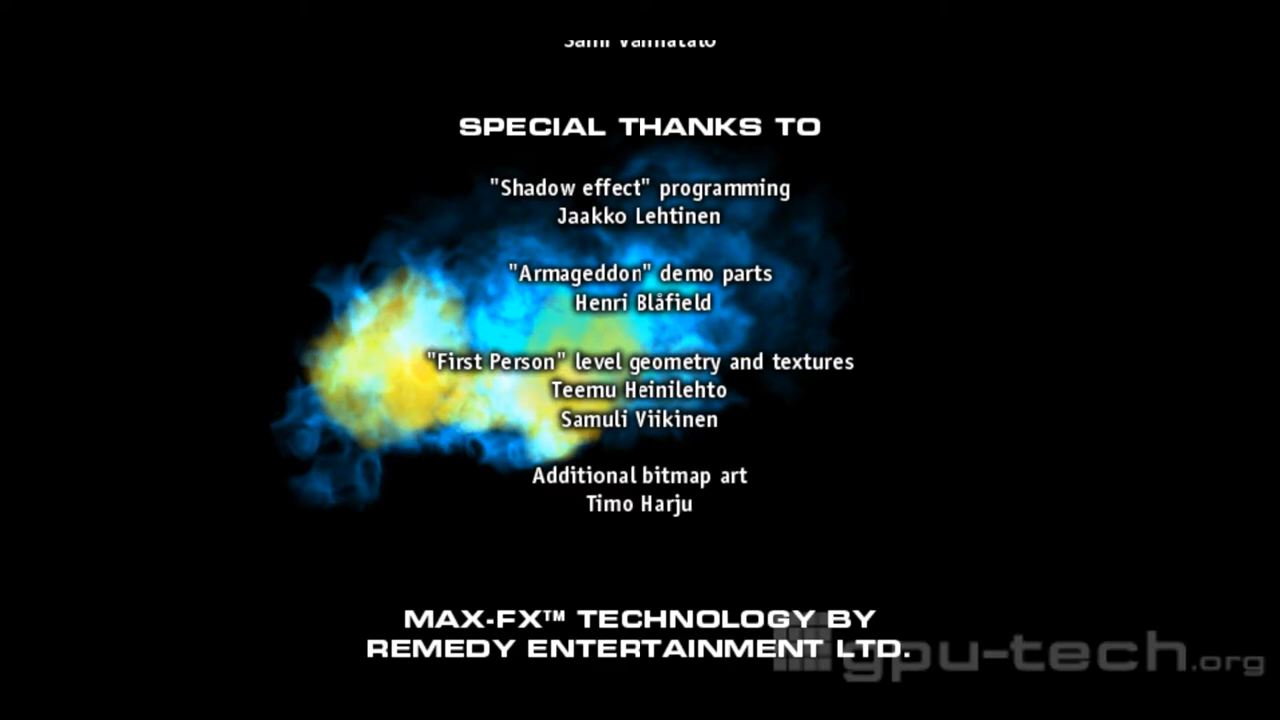 SPECIAL THANKS TO
"Shadow effect" programming
Jaakko Lehtinen
"Armageddon" demo parts
Henri Blåfield
"First Person" level geometry and textures
Teemu Heinilehto
Samuli Viikinen
Additional bitmap art
Timo Harju
MAX-FX™ TECHNOLOGY BY
REMEDY ENTERTAINMENT LTD.
gpu-tech.org